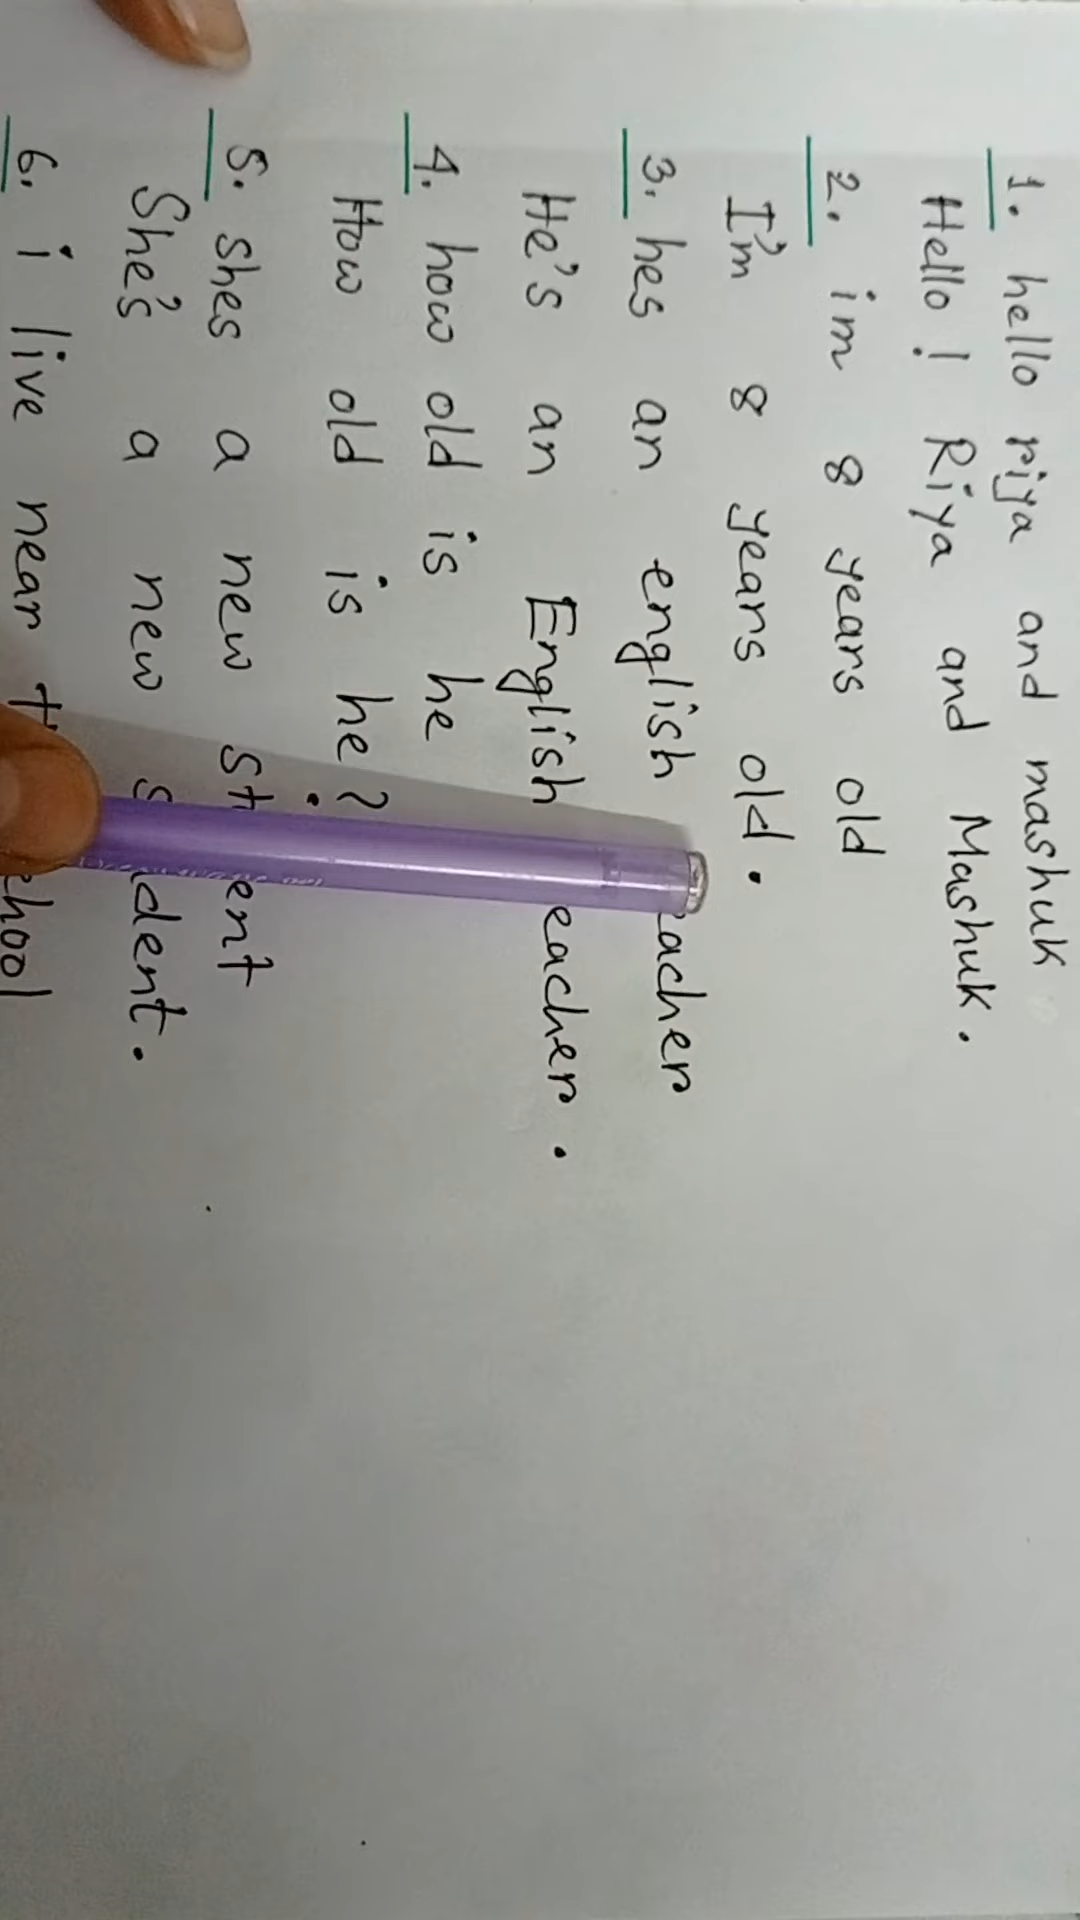 1. hello riya and mashuk
Hello! Riya and Mashuk.
2. im 8 years old
I'm 8 years old.
3. hes an english
He's an English
4. how old is he
How old is he?
5. shes a new
She's a new
6. i live near